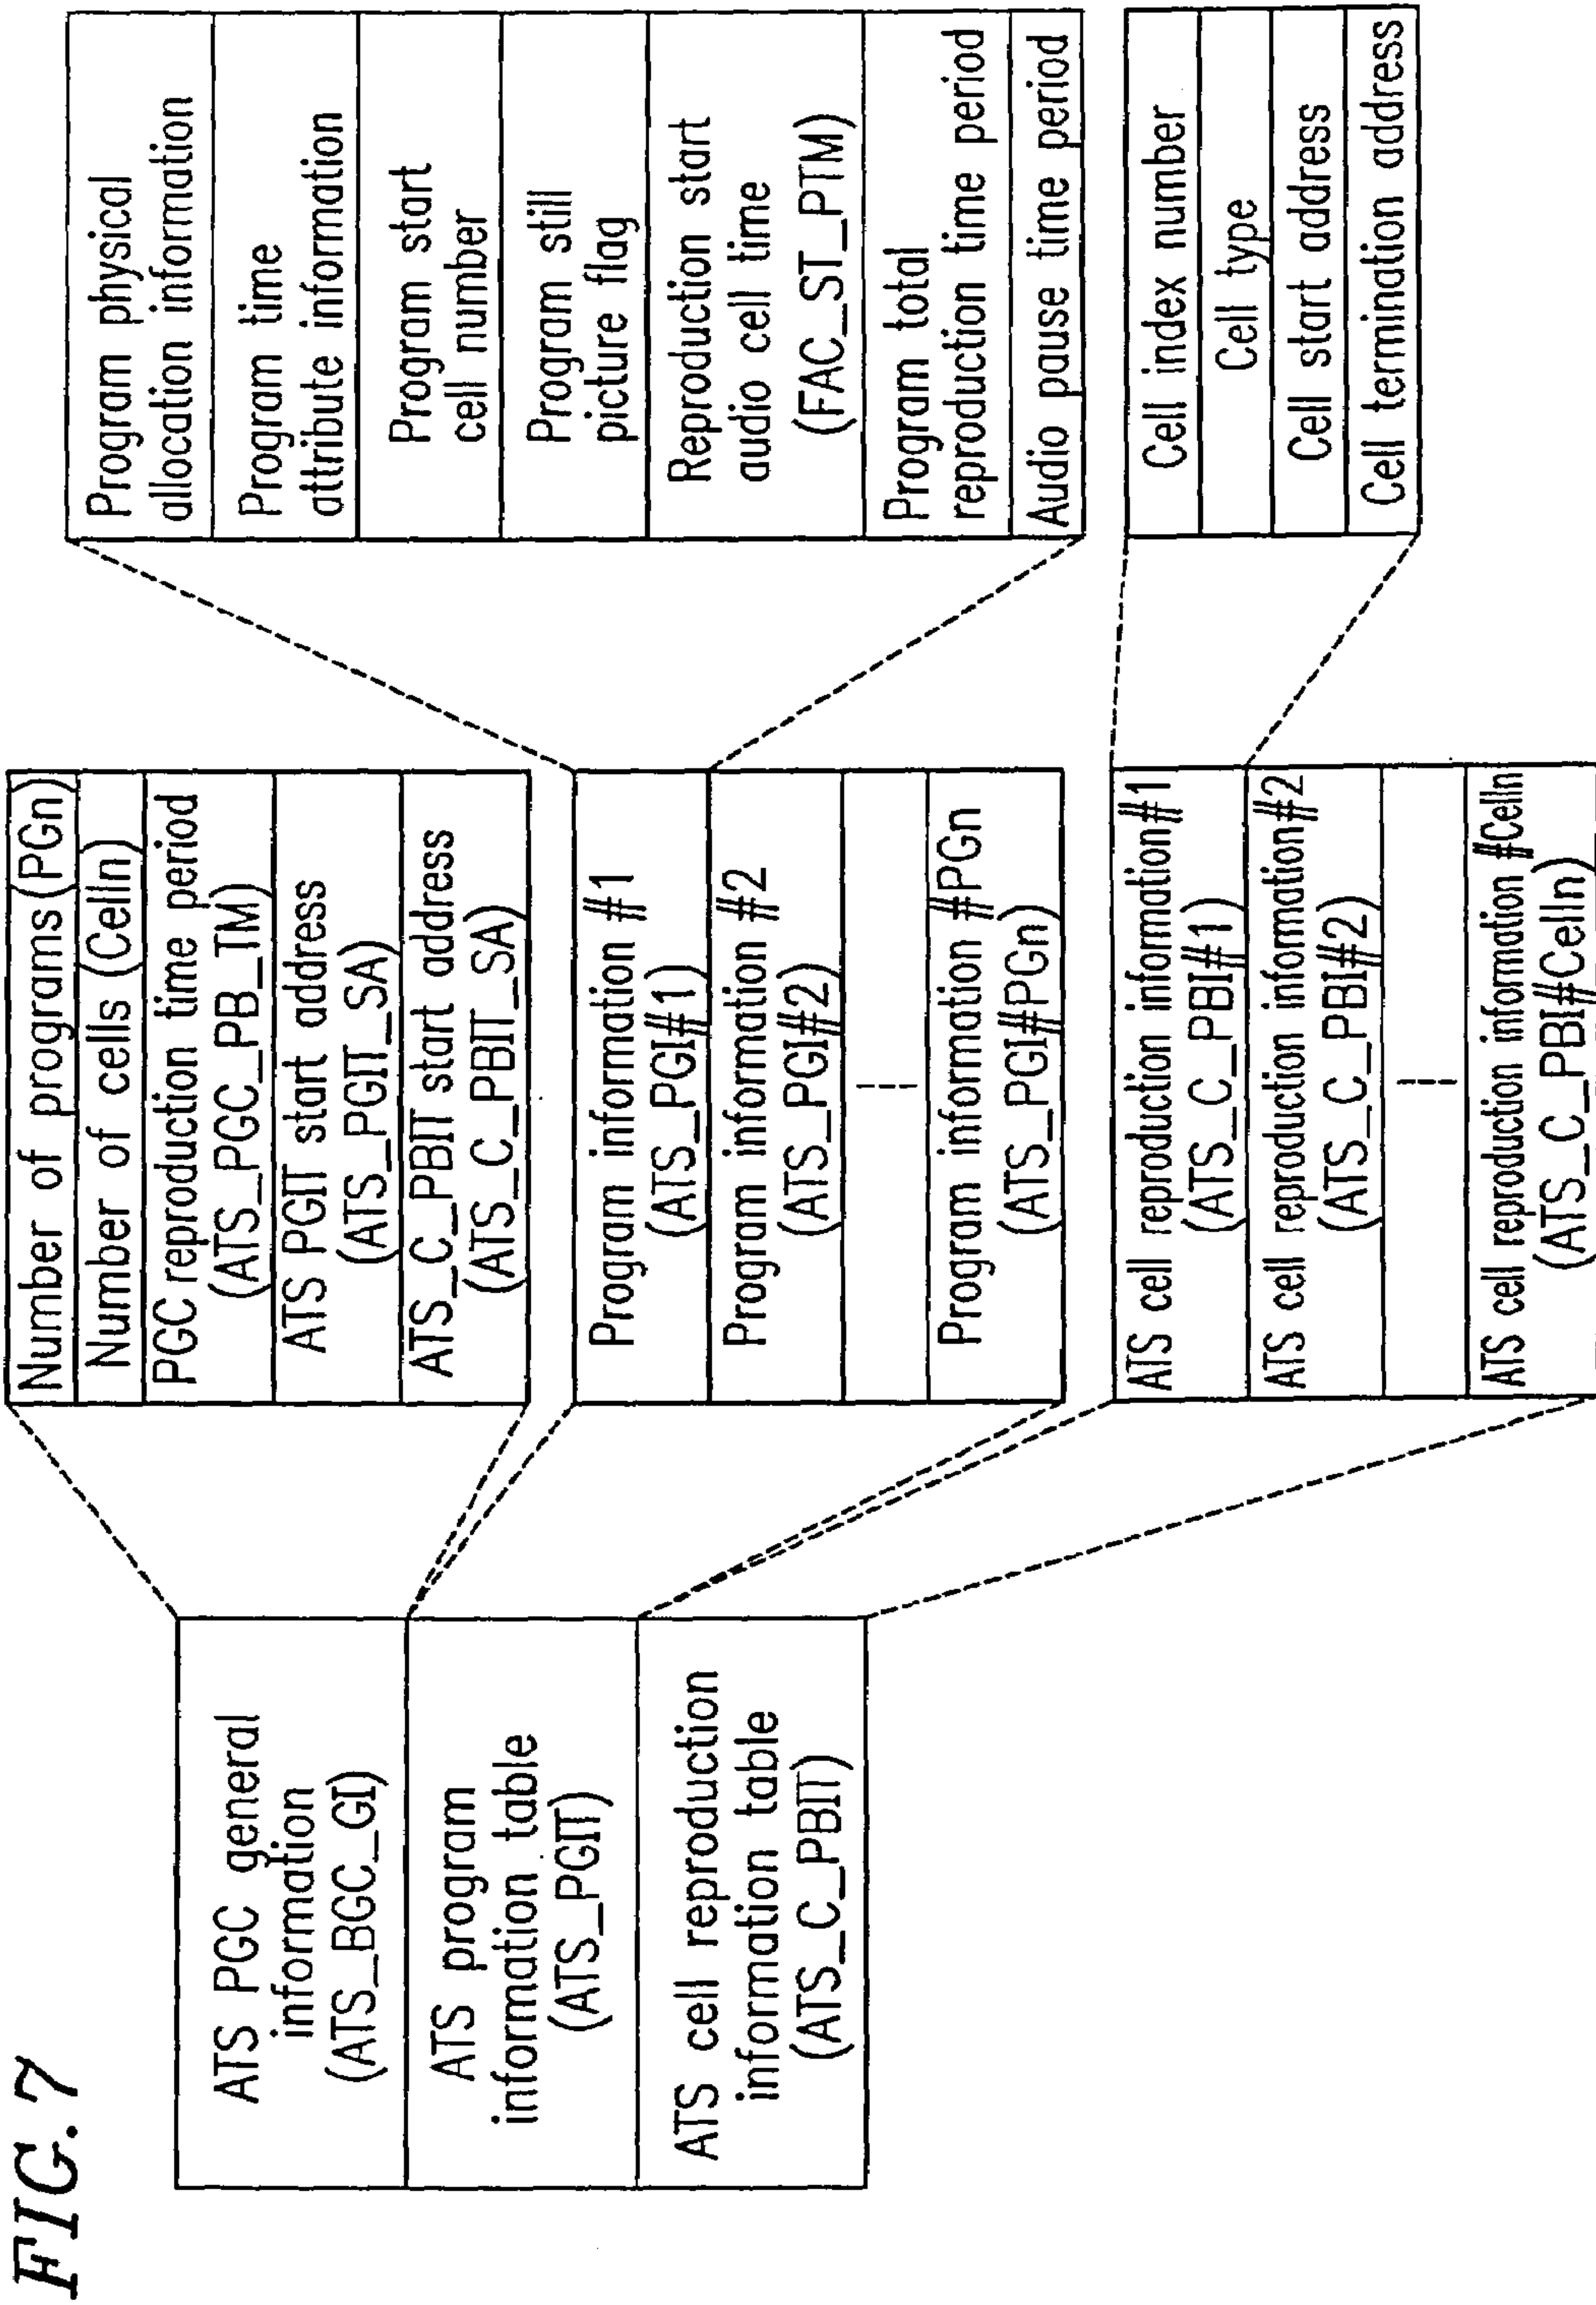 FIG. 7
ATS PGC general
information
(ATS_BGC_GI)
ATS program
information table
(ATS_PGIT)
ATS cell reproduction
information table
(ATS_C_PBIT)
Number of programs (PGn)
Number of cells (Celln)
PGC reproduction time period
(ATS_PGC_PB_TM)
ATS PGIT start address
(ATS_PGIT_SA)
ATS_C_PBIT start address
(ATS_C_PBIT_SA)
Program information #1
(ATS_PGI#1)
Program information #2
(ATS_PGI#2)
Program information #PGn
(ATS_PGI#PGn)
ATS cell reproduction information#1
(ATS_C_PBI#1)
ATS cell reproduction information#2
(ATS_C_PBI#2)
ATS cell reproduction information #Celln
(ATS_C_PBI#Celln)
Program physical
allocation information
Program time
attribute information
Program start
cell number
Program still
picture flag
Reproduction start
audio cell time
(FAC_ST_PTM)
Program total
reproduction time period
Audio pause time period
Cell index number
Cell type
Cell start address
Cell termination address